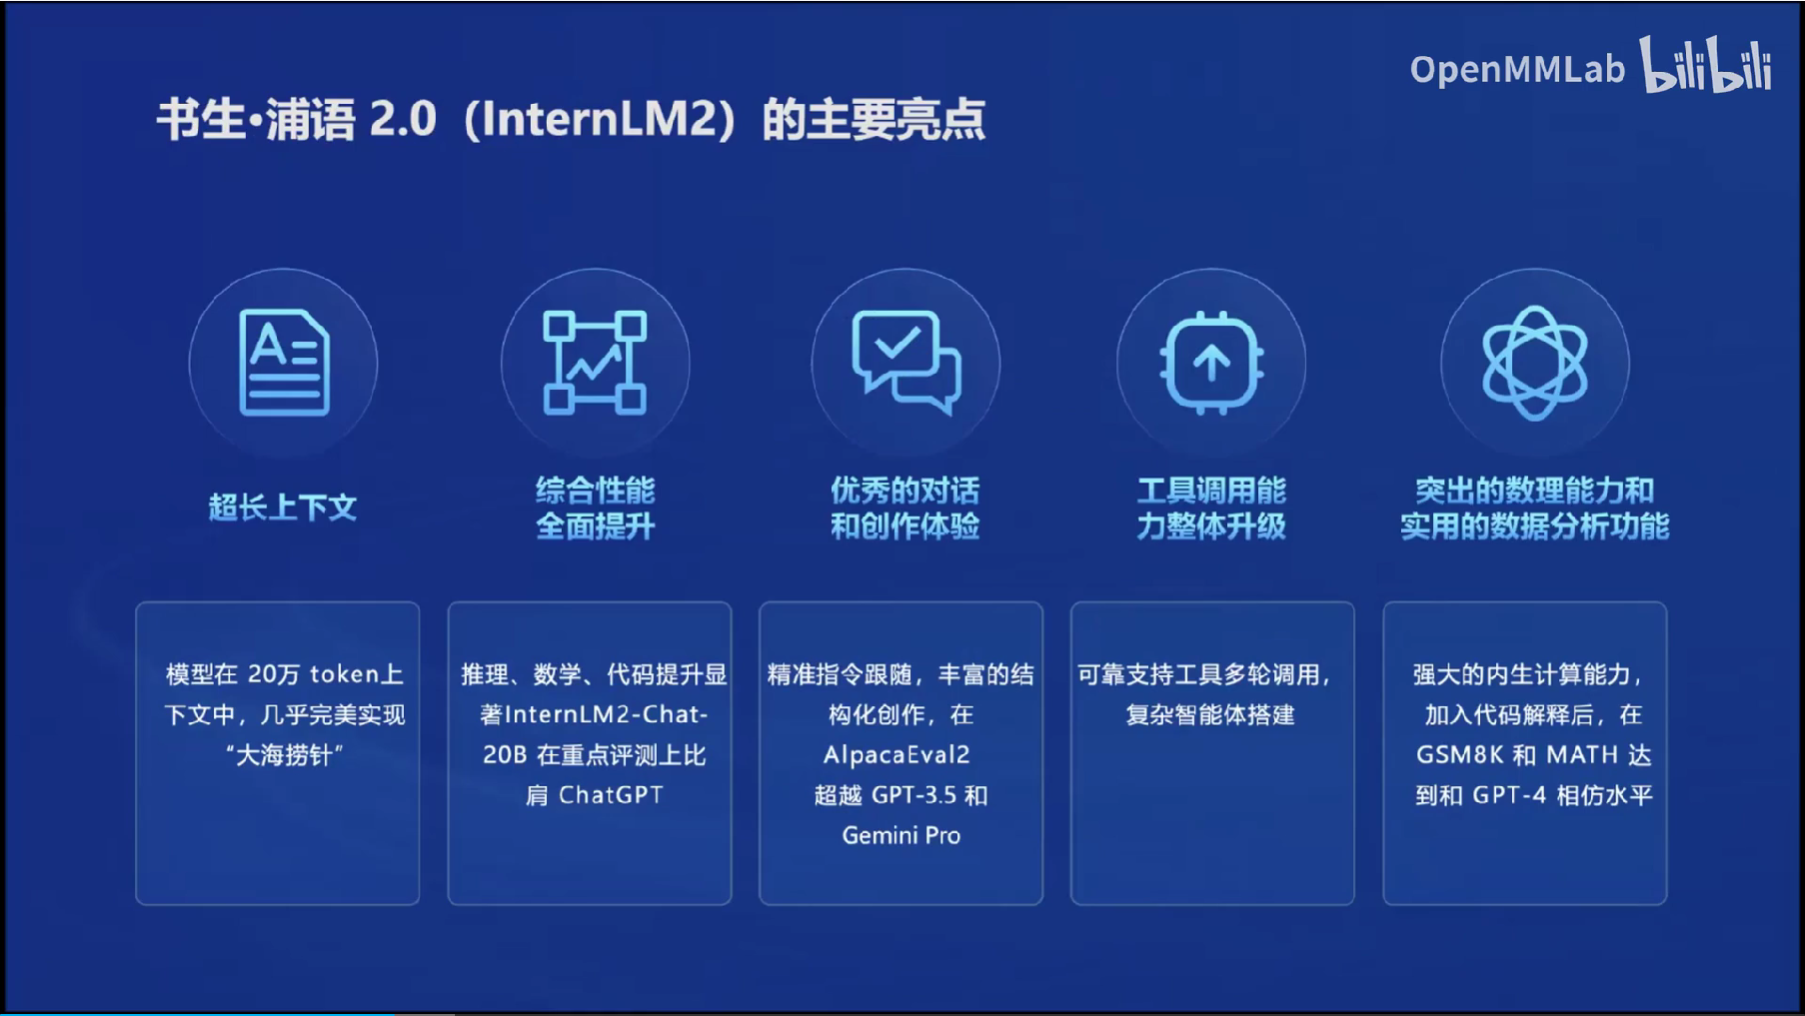 OpenMMLab bilibili
书生·浦语 2.0（InternLM2）的主要亮点
A
超长上下文
模型在 20万 token上
下文中，几乎完美实现
“大海捞针”
综合性能
全面提升
推理、数学、代码提升显
著InternLM2-Chat-
20B 在重点评测上比
肩 ChatGPT
优秀的对话
和创作体验
精准指令跟随，丰富的结
构化创作，在
AlpacaEval2
超越 GPT-3.5 和
Gemini Pro
工具调用能
力整体升级
可靠支持工具多轮调用，
复杂智能体搭建
突出的数理能力和
实用的数据分析功能
强大的内生计算能力，
加入代码解释后，在
GSM8K 和 MATH 达
到和 GPT-4 相仿水平